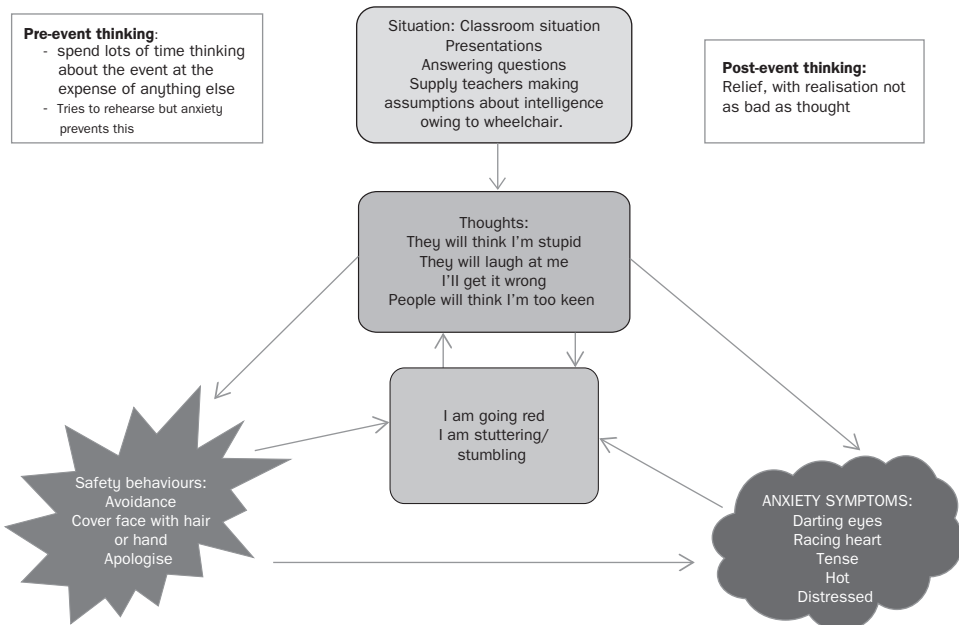 Pre-event thinking:
- spend lots of time thinking
about the event at the
expense of anything else
- Tries to rehearse but anxiety
prevents this
Situation: Classroom situation
Presentations
Answering questions
Supply teachers making
assumptions about intelligence
owing to wheelchair.
Post-event thinking:
Relief, with realisation not
as bad as thought
Thoughts:
They will think I'm stupid
They will laugh at me
I'll get it wrong
People will think I'm too keen
I am going red
I am stuttering/
stumbling
Safety behaviours:
Avoidance
Cover face with hair
or hand
Apologise
ANXIETY SYMPTOMS:
Darting eyes
Racing heart
Tense
Hot
Distressed